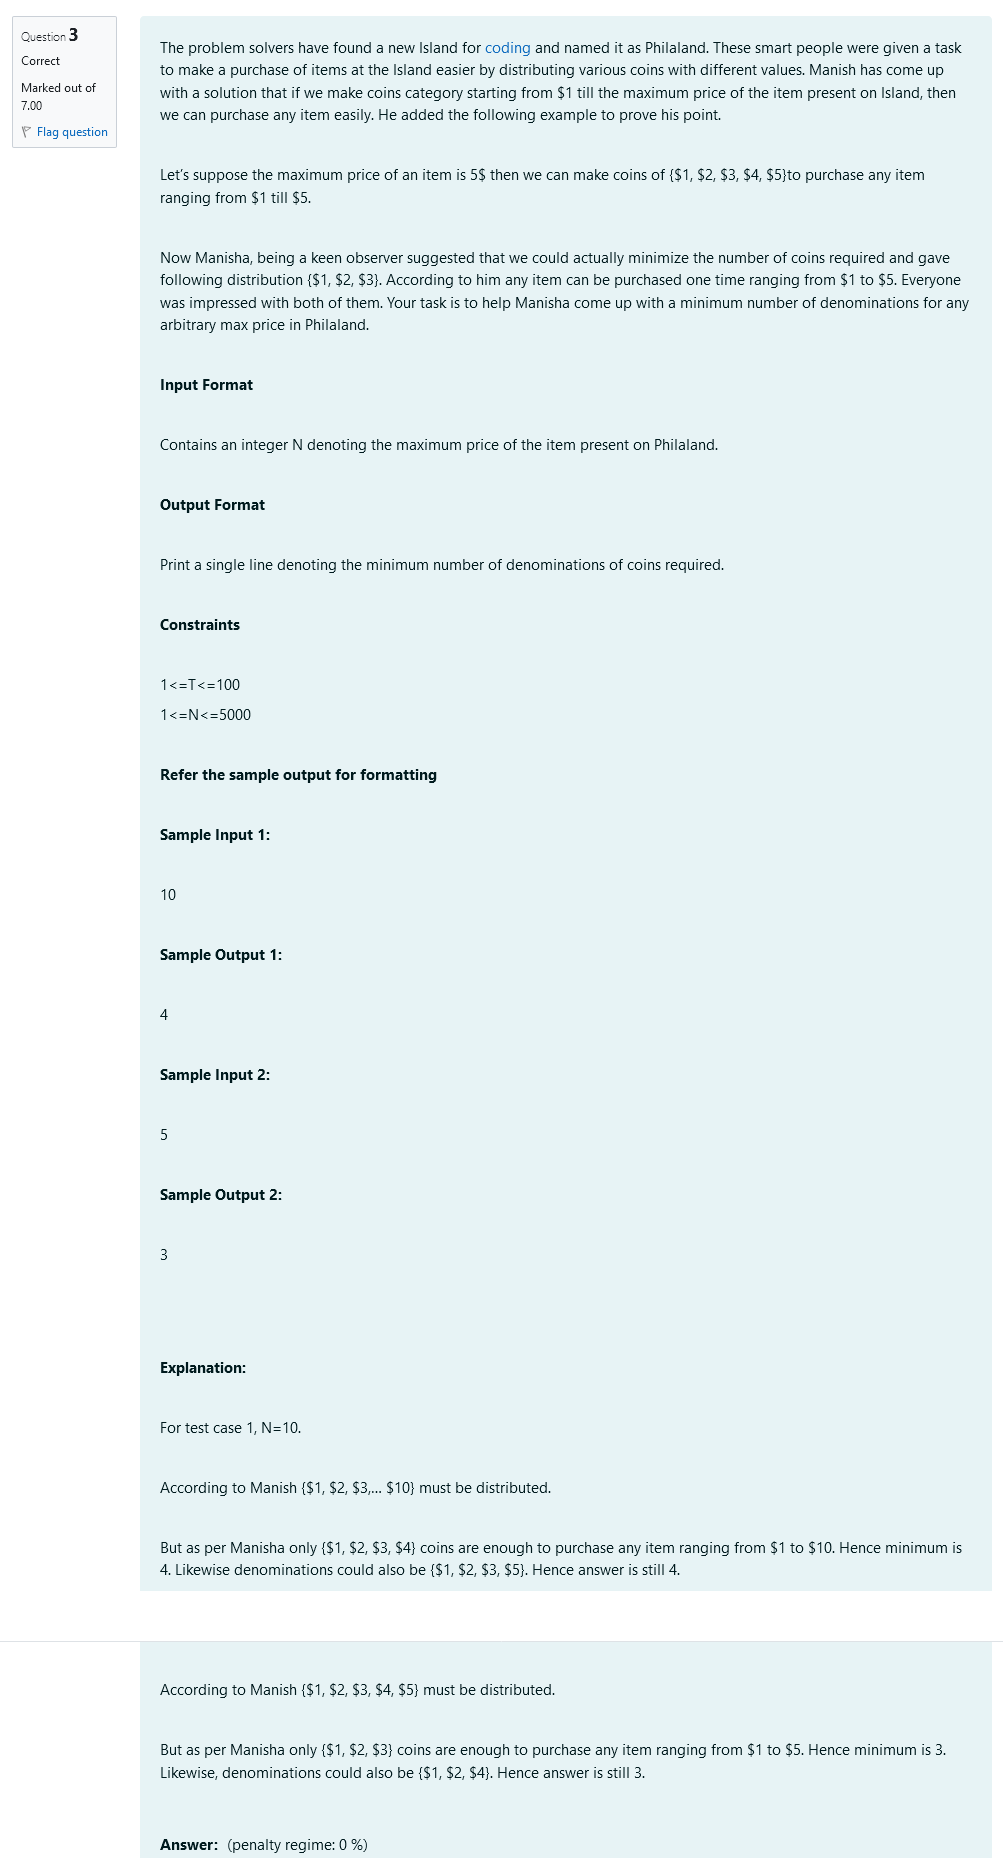 Question 3
Correct
Marked out of
7.00
Flag question
The problem solvers have found a new Island for coding and named it as Philaland. These smart people were given a task
to make a purchase of items at the Island easier by distributing various coins with different values. Manish has come up
with a solution that if we make coins category starting from $1 till the maximum price of the item present on Island, then
we can purchase any item easily. He added the following example to prove his point.
Let's suppose the maximum price of an item is 5$ then we can make coins of {$1, $2, $3, $4, $5}to purchase any item
ranging from $1 till $5.
Now Manisha, being a keen observer suggested that we could actually minimize the number of coins required and gave
following distribution {$1, $2, $3}. According to him any item can be purchased one time ranging from $1 to $5. Everyone
was impressed with both of them. Your task is to help Manisha come up with a minimum number of denominations for any
arbitrary max price in Philaland.
Input Format
Contains an integer N denoting the maximum price of the item present on Philaland.
Output Format
Print a single line denoting the minimum number of denominations of coins required.
Constraints
1<=T<=100
1<=N<=5000
Refer the sample output for formatting
Sample Input 1:
10
Sample Output 1:
4
Sample Input 2:
5
Sample Output 2:
3
Explanation:
For test case 1, N=10.
According to Manish {$1, $2, $3,... $10} must be distributed.
But as per Manisha only {$1, $2, $3, $4} coins are enough to purchase any item ranging from $1 to $10. Hence minimum is
4. Likewise denominations could also be {$1, $2, $3, $5}. Hence answer is still 4.
According to Manish {$1, $2, $3, $4, $5} must be distributed.
But as per Manisha only {$1, $2, $3} coins are enough to purchase any item ranging from $1 to $5. Hence minimum is 3.
Likewise, denominations could also be {$1, $2, $4}. Hence answer is still 3.
Answer: (penalty regime: 0 %)